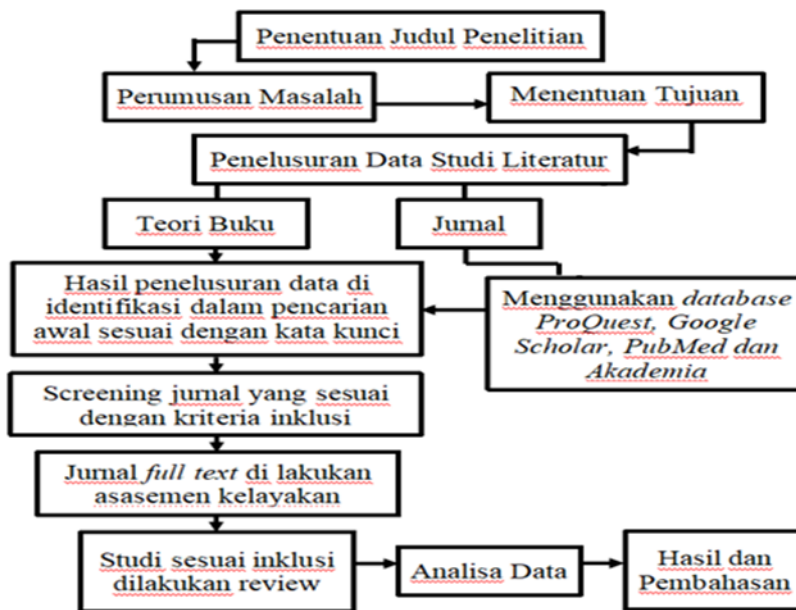 Penentuan Judul Penelitian
Perumusan Masalah
Menentuan Tujuan
Penelusuran Data Studi Literatur
Teori Buku
Jurnal
Hasil penelusuran data di
identifikasi dalam pencarian
awal sesuai dengan kata kunci
Menggunakan database
ProQuest, Google
Scholar, PubMed dan
Akademia
Screening jurnal yang sesuai
dengan kriteria inklusi
Jurnal full text di lakukan
asasemen kelayakan
Studi sesuai inklusi
dilakukan review
Analisa Data
Hasil dan
Pembahasan